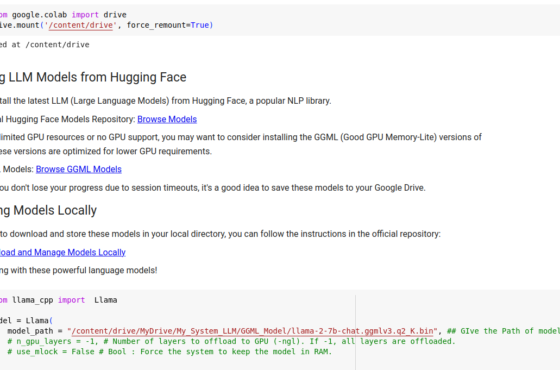 om google.colab import drive
ive.mount('/content/drive', force_remount=True)
ed at /content/drive
g LLM Models from Hugging Face
tall the latest LLM (Large Language Models) from Hugging Face, a popular NLP library.
al Hugging Face Models Repository: Browse Models
limited GPU resources or no GPU support, you may want to consider installing the GGML (Good GPU Memory-Lite) versions of
ese versions are optimized for lower GPU requirements.
Models: Browse GGML Models
you don't lose your progress due to session timeouts, it's a good idea to save these models to your Google Drive.
ng Models Locally
to download and store these models in your local directory, you can follow the instructions in the official repository:
load and Manage Models Locally
ng with these powerful language models!
om llama_cpp import Llama
del = Llama(
model_path = "/content/drive/MyDrive/My_System_LLM/GGML_Model/llama-2-7b-chat.ggmlv3.q2_K.bin", ## GIve the Path of model
# n_gpu_layers = -1, # Number of layers to offload to GPU (-ngl). If -1, all layers are offloaded.
# use_mlock = False # Bool : Force the system to keep the model in RAM.